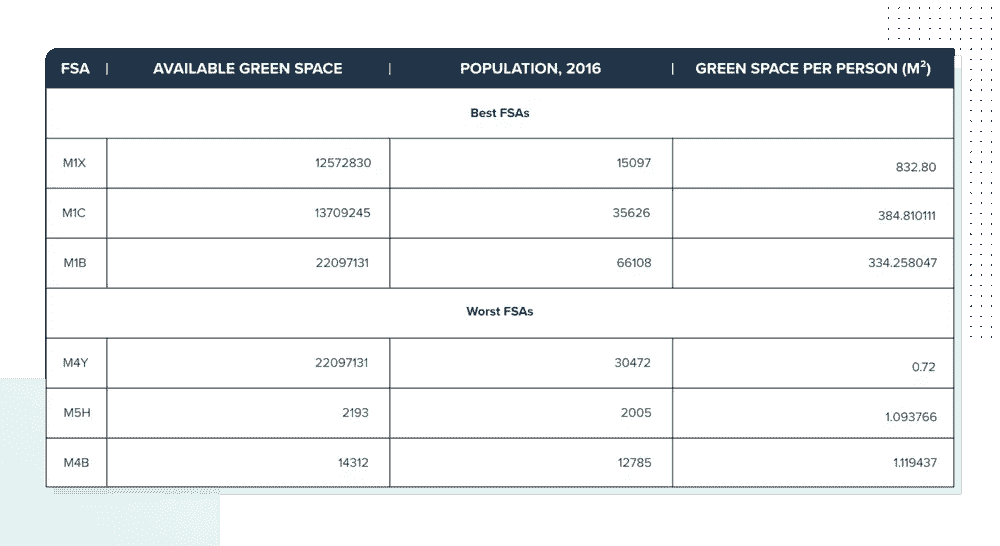 FSA | AVAILABLE GREEN SPACE | POPULATION, 2016 | GREEN SPACE PER PERSON (M²)
Best FSAs
M1X 12572830 15097 832.80
M1C 13709245 35626 384.810111
M1B 22097131 66108 334.258047
Worst FSAs
M4Y 22097131 30472 0.72
M5H 2193 2005 1.093766
M4B 14312 12785 1.119437